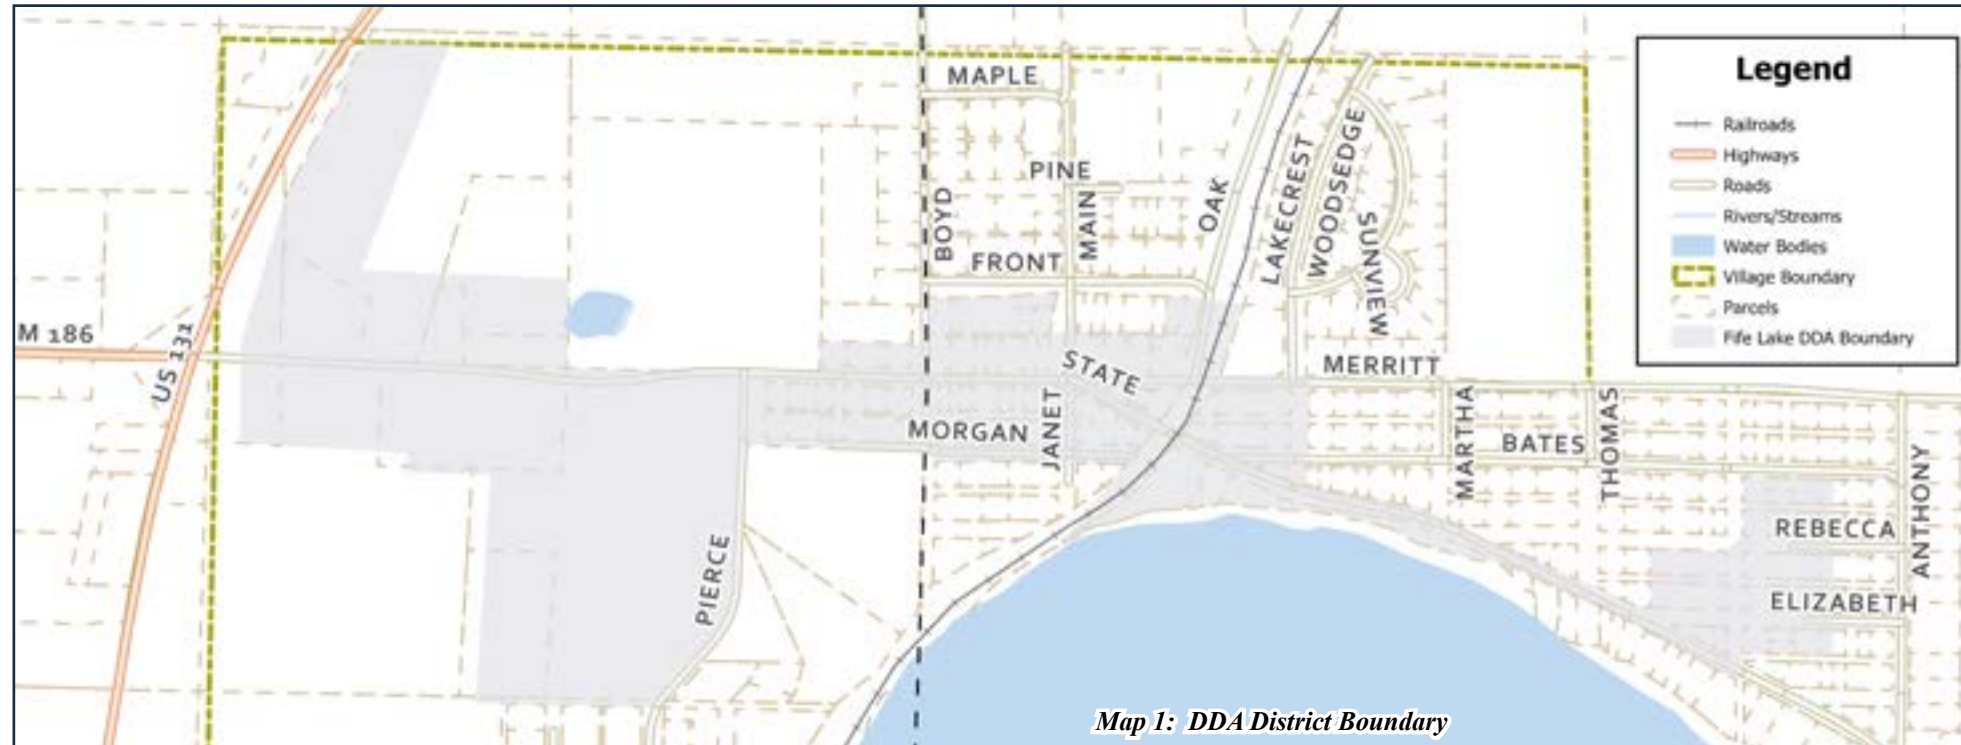 Legend
Railroads
Highways
Roads
Rivers/Streams
Water Bodies
Village Boundary
Parcels
Fife Lake DDA Boundary
MAPLE
PINE
BOYD
MAIN
OAK
LAKECREST
WOODSEDGE
SUNVIEW
FRONT
M 186
US 131
STATE
MERRITT
MORGAN
JANET
MARTHA
BATES
THOMAS
ANTHONY
REBECCA
PIERCE
ELIZABETH
Map 1: DDA District Boundary